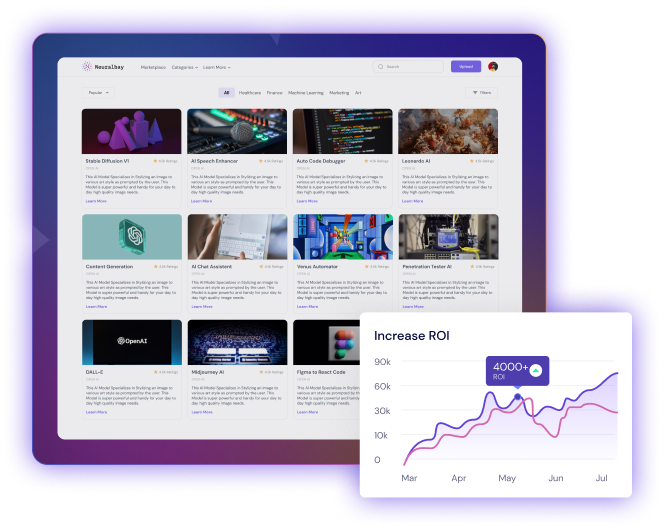 Neuralbay
Marketplace
Categories
Learn More
Search
Upload
Popular
All
Healthcare
Finance
Machine Learning
Marketing
Art
Filters
Stable Diffusion V1
4.5k Ratings
OPEN AI
This AI Model Specialises in Stylizing an image to
various art style as prompted by the user. This
Model is super powerful and handy for your day to
day high quality image needs.
Learn More
AI Speech Enhancer
4.5k Ratings
OPEN AI
This AI Model Specialises in Stylizing an image to
various art style as prompted by the user. This
Model is super powerful and handy for your day to
day high quality image needs.
Learn More
Auto Code Debugger
4.5k Ratings
OPEN AI
This AI Model Specialises in Stylizing an image to
various art style as prompted by the user. This
Model is super powerful and handy for your day to
day high quality image needs.
Learn More
Leonardo AI
4.5k Ratings
OPEN AI
This AI Model Specialises in Stylizing an image to
various art style as prompted by the user. This
Model is super powerful and handy for your day to
day high quality image needs.
Learn More
Content Generation
4.5k Ratings
OPEN AI
This AI Model Specialises in Stylizing an image to
various art style as prompted by the user. This
Model is super powerful and handy for your day to
day high quality image needs.
Learn More
AI Chat Assistent
4.5k Ratings
OPEN AI
This AI Model Specialises in Stylizing an image to
various art style as prompted by the user. This
Model is super powerful and handy for your day to
day high quality image needs.
Learn More
Venus Automator
4.5k Ratings
OPEN AI
This AI Model Specialises in Stylizing an image to
various art style as prompted by the user. This
Model is super powerful and handy for your day to
day high quality image needs.
Learn More
Penetration Tester AI
4.5k Ratings
OPEN AI
This AI Model Specialises in Stylizing an image to
various art style as prompted by the user. This
Model is super powerful and handy for your day to
day high quality image needs.
OpenAI
DALL-E
4.5k Ratings
OPEN AI
This AI Model Specialises in Stylizing an image to
various art style as prompted by the user. This
Model is super powerful and handy for your day to
day high quality image needs.
Learn More
Midjourney AI
4.5k Ratings
OPEN AI
This AI Model Specialises in Stylizing an image to
various art style as prompted by the user. This
Model is super powerful and handy for your day to
day high quality image needs.
Learn More
Figma to React Code
OPEN AI
This AI Model Specialises in
various art style as prompted
Model is super powerful and
day high quality image needs.
Learn More
Increase ROI
90k
60k
30k
10k
0
4000+
ROI
Mar
Apr
May
Jun
Jul